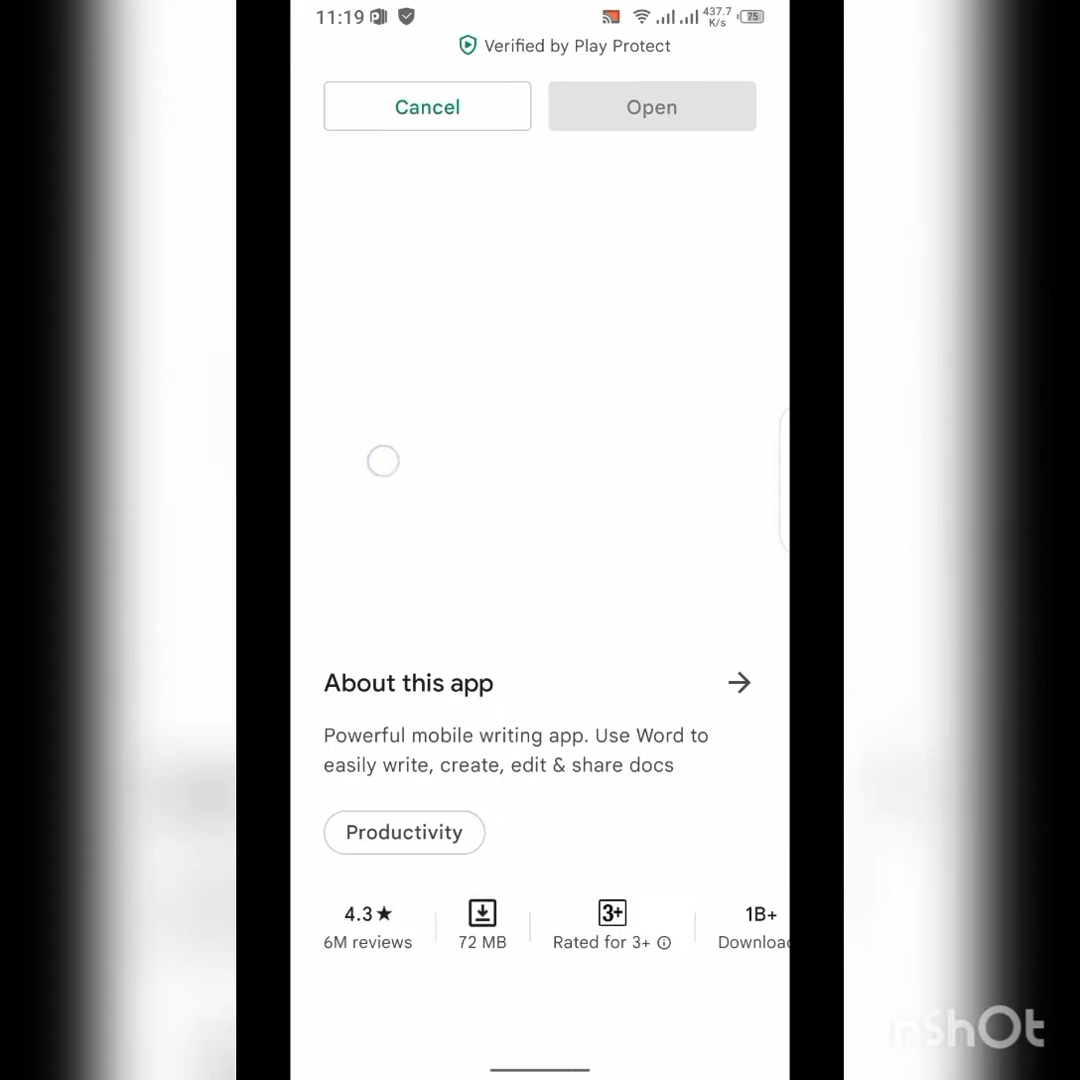 11:19 437.7 K/s 75
Verified by Play Protect
Cancel Open
About this app
Powerful mobile writing app. Use Word to
easily write, create, edit & share docs
Productivity
4.3★ 3+ 1B+
6M reviews 72 MB Rated for 3+ Downloa
InShOt